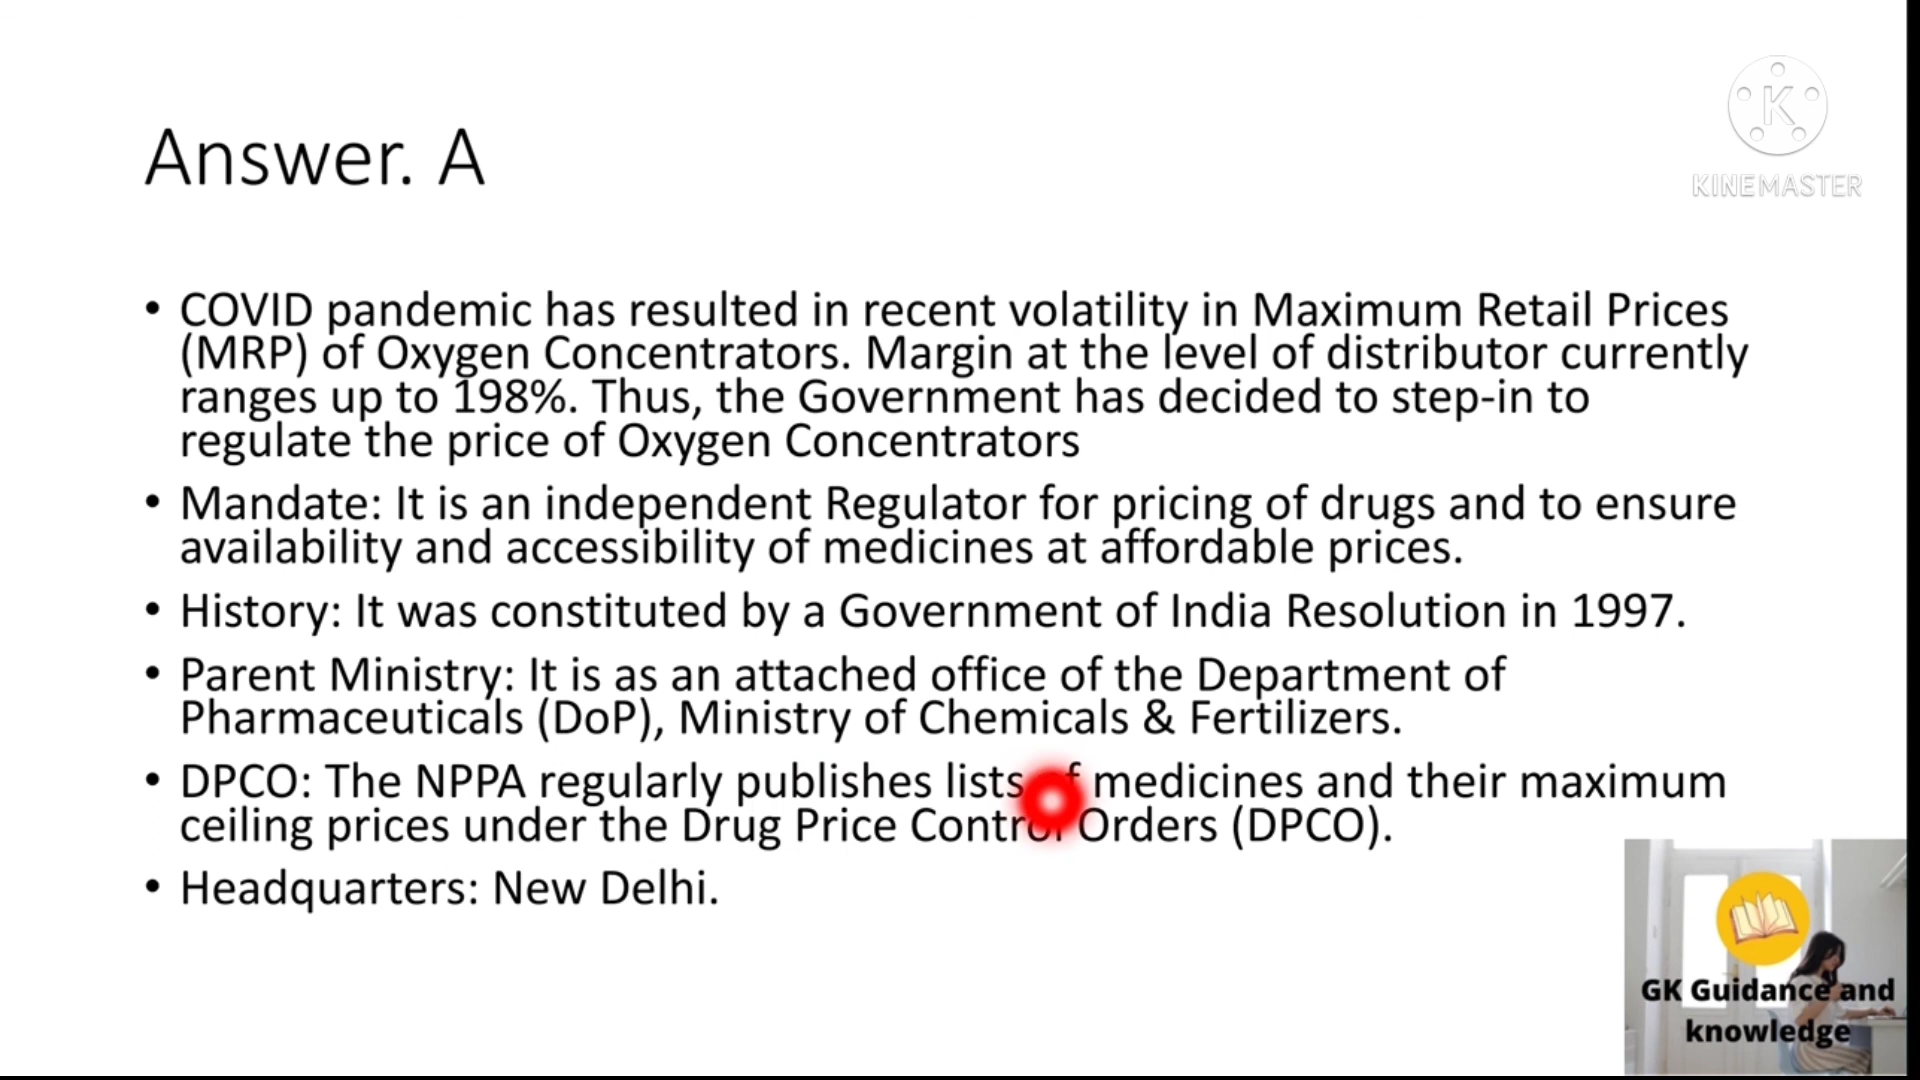 Answer. A
K
KINEMASTER
• COVID pandemic has resulted in recent volatility in Maximum Retail Prices
(MRP) of Oxygen Concentrators. Margin at the level of distributor currently
ranges up to 198%. Thus, the Government has decided to step-in to
regulate the price of Oxygen Concentrators
• Mandate: It is an independent Regulator for pricing of drugs and to ensure
availability and accessibility of medicines at affordable prices.
• History: It was constituted by a Government of India Resolution in 1997.
• Parent Ministry: It is as an attached office of the Department of
Pharmaceuticals (DoP), Ministry of Chemicals & Fertilizers.
• DPCO: The NPPA regularly publishes lists of medicines and their maximum
ceiling prices under the Drug Price Control Orders (DPCO).
• Headquarters: New Delhi.
GK Guidance and
knowledge